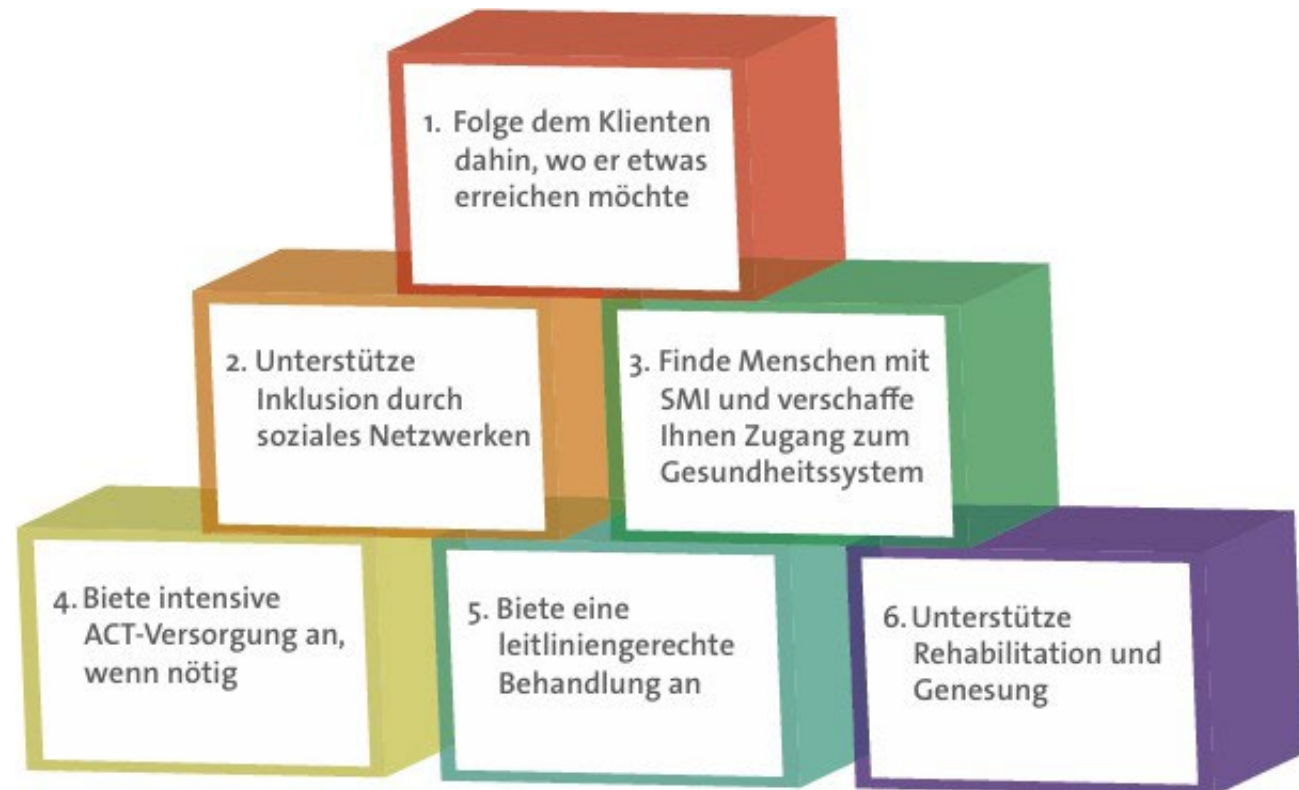 1. Folge dem Klienten
dahin, wo er etwas
erreichen möchte
2. Unterstütze
Inklusion durch
soziales Netzwerken
3. Finde Menschen mit
SMI und verschaffe
Ihnen Zugang zum
Gesundheitssystem
4. Biete intensive
ACT-Versorgung an,
wenn nötig
5. Biete eine
leitliniengerechte
Behandlung an
6. Unterstütze
Rehabilitation und
Genesung